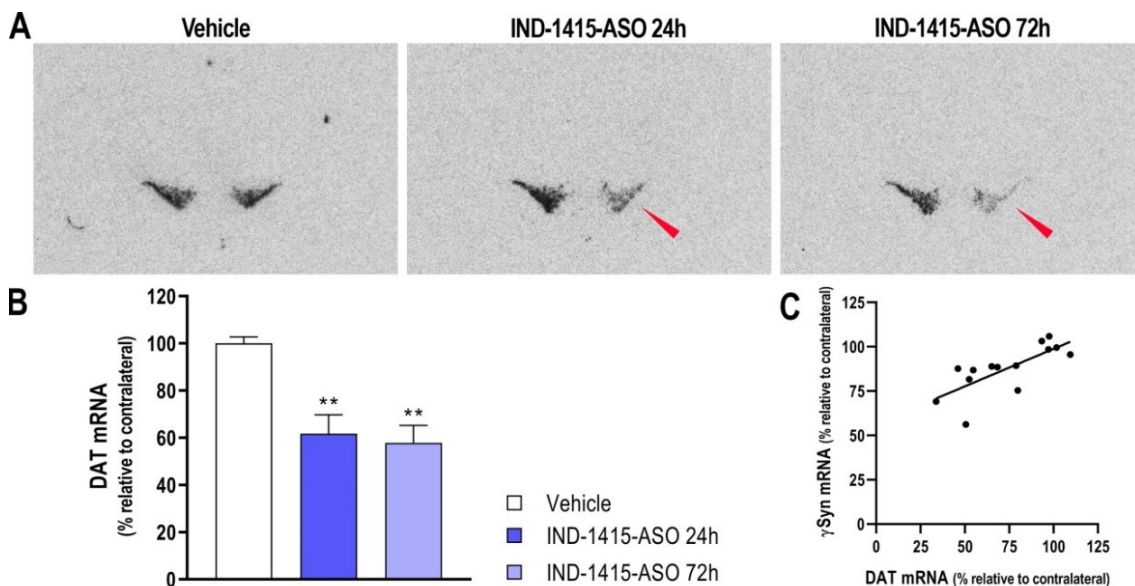 A
Vehicle
IND-1415-ASO 24h
IND-1415-ASO 72h
B
DAT mRNA
(% relative to contralateral)
120
100
80
60
40
20
0
**
**
Vehicle
IND-1415-ASO 24h
IND-1415-ASO 72h
C
γSyn mRNA (% relative to contralateral)
125
100
75
50
25
0
0 25 50 75 100 125
DAT mRNA (% relative to contralateral)